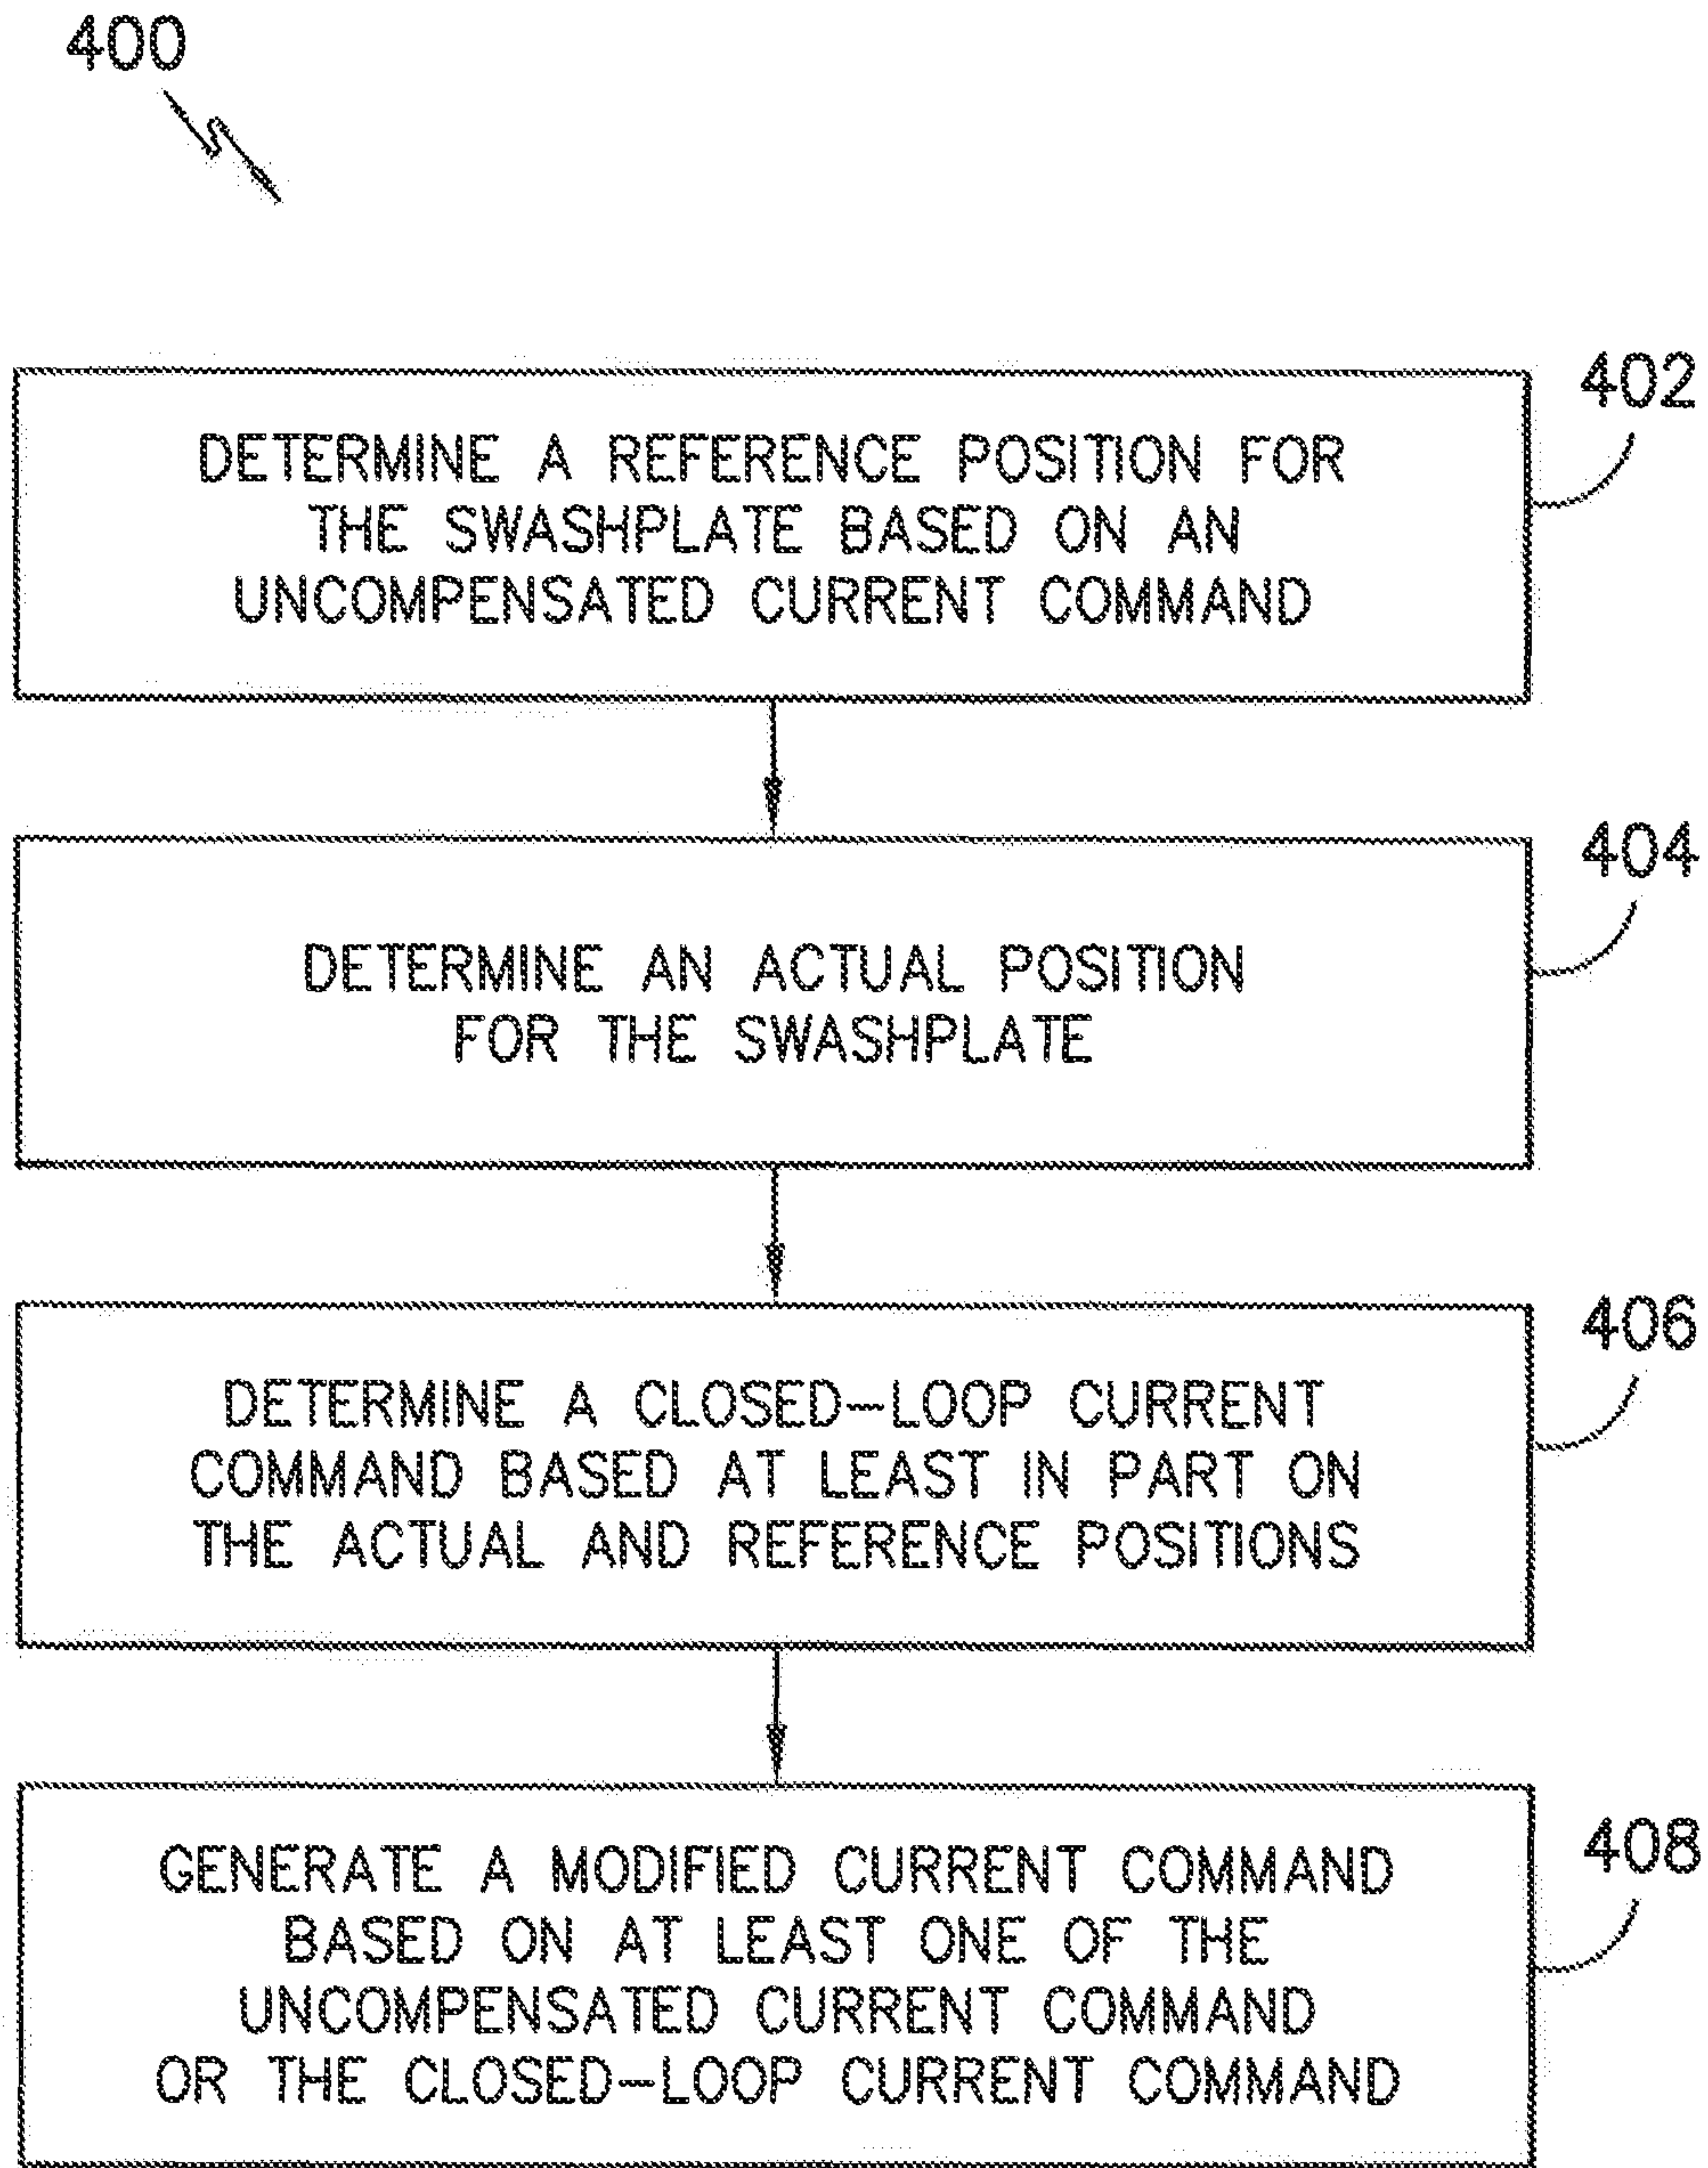 400
402
DETERMINE A REFERENCE POSITION FOR
THE SWASHPLATE BASED ON AN
UNCOMPENSATED CURRENT COMMAND
404
DETERMINE AN ACTUAL POSITION
FOR THE SWASHPLATE
406
DETERMINE A CLOSED-LOOP CURRENT
COMMAND BASED AT LEAST IN PART ON
THE ACTUAL AND REFERENCE POSITIONS
408
GENERATE A MODIFIED CURRENT COMMAND
BASED ON AT LEAST ONE OF THE
UNCOMPENSATED CURRENT COMMAND
OR THE CLOSED-LOOP CURRENT COMMAND